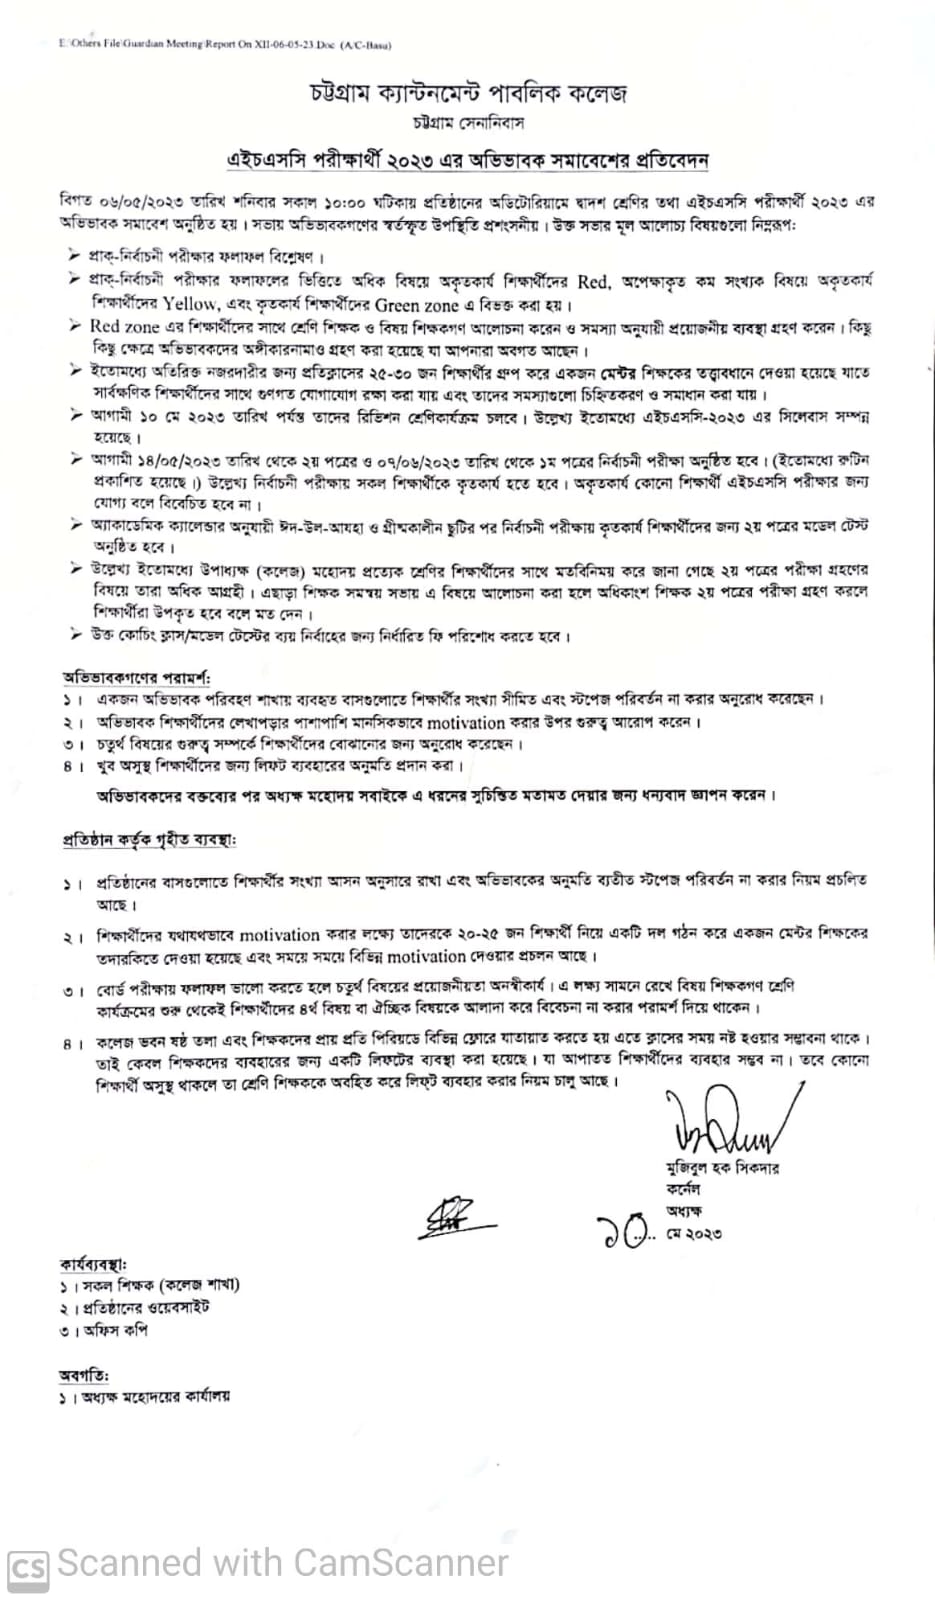 E:\Others File\Guardian Meeting\Report On XII-06-05-23.Doc (A/C-Basu)
চট্টগ্রাম ক্যান্টনমেন্ট পাবলিক কলেজ
চট্টগ্রাম সেনানিবাস
এইচএসসি পরীক্ষার্থী ২০২৩ এর অভিভাবক সমাবেশের প্রতিবেদন
বিগত ০৬/০৫/২০২৩ তারিখ শনিবার সকাল ১০:০০ ঘটিকায় প্রতিষ্ঠানের অডিটোরিয়ামে দ্বাদশ শ্রেণির তথা এইচএসসি পরীক্ষার্থী ২০২৩ এর
অভিভাবক সমাবেশ অনুষ্ঠিত হয়। সভায় অভিভাবকগণের স্বর্তস্কৃত উপস্থিতি প্রশংসনীয়। উক্ত সভার মূল আলোচ্য বিষয়গুলো নিম্নরূপ:
➢ প্রাক্-নির্বাচনী পরীক্ষার ফলাফল বিশ্লেষণ।
➢ প্রাক্-নির্বাচনী পরীক্ষার ফলাফলের ভিত্তিতে অধিক বিষয়ে অকৃতকার্য শিক্ষার্থীদের Red, অপেক্ষাকৃত কম সংখ্যক বিষয়ে অকৃতকার্য
শিক্ষার্থীদের Yellow, এবং কৃতকার্য শিক্ষার্থীদের Green zone এ বিভক্ত করা হয়।
➢ Red zone এর শিক্ষার্থীদের সাথে শ্রেণি শিক্ষক ও বিষয় শিক্ষকগণ আলোচনা করেন ও সমস্যা অনুযায়ী প্রয়োজনীয় ব্যবস্থা গ্রহণ করেন। কিছু
কিছু ক্ষেত্রে অভিভাবকদের অঙ্গীকারনামাও গ্রহণ করা হয়েছে যা আপনারা অবগত আছেন।
➢ ইতোমধ্যে অতিরিক্ত নজরদারীর জন্য প্রতিক্লাসের ২৫-৩০ জন শিক্ষার্থীর গ্রুপ করে একজন মেন্টর শিক্ষকের তত্ত্বাবধানে দেওয়া হয়েছে যাতে
সার্বক্ষণিক শিক্ষার্থীদের সাথে গুণগত যোগাযোগ রক্ষা করা যায় এবং তাদের সমস্যাগুলো চিহ্নিতকরণ ও সমাধান করা যায়।
➢ আগামী ১০ মে ২০২৩ তারিখ পর্যন্ত তাদের রিভিশন শ্রেণিকার্যক্রম চলবে। উল্লেখ্য ইতোমধ্যে এইচএসসি-২০২৩ এর সিলেবাস সম্পন্ন
হয়েছে।
➢ আগামী ১৪/০৫/২০২৩ তারিখ থেকে ২য় পত্রের ও ০৭/০৬/২০২৩ তারিখ থেকে ১ম পত্রের নির্বাচনী পরীক্ষা অনুষ্ঠিত হবে। (ইতোমধ্যে রুটিন
প্রকাশিত হয়েছে।) উল্লেখ্য নির্বাচনী পরীক্ষায় সকল শিক্ষার্থীকে কৃতকার্য হতে হবে। অকৃতকার্য কোনো শিক্ষার্থী এইচএসসি পরীক্ষার জন্য
যোগ্য বলে বিবেচিত হবে না।
➢ অ্যাকাডেমিক ক্যালেন্ডার অনুযায়ী ঈদ-উল-আযহা ও গ্রীষ্মকালীন ছুটির পর নির্বাচনী পরীক্ষায় কৃতকার্য শিক্ষার্থীদের জন্য ২য় পত্রের মডেল টেস্ট
অনুষ্ঠিত হবে।
➢ উল্লেখ্য ইতোমধ্যে উপাধ্যক্ষ (কলেজ) মহোদয় প্রত্যেক শ্রেণির শিক্ষার্থীদের সাথে মতবিনিময় করে জানা গেছে ২য় পত্রের পরীক্ষা গ্রহণের
বিষয়ে তারা অধিক আগ্রহী। এছাড়া শিক্ষক সমন্বয় সভায় এ বিষয়ে আলোচনা করা হলে অধিকাংশ শিক্ষক ২য় পত্রের পরীক্ষা গ্রহণ করলে
শিক্ষার্থীরা উপকৃত হবে বলে মত দেন।
➢ উক্ত কোচিং ক্লাস/মডেল টেস্টের ব্যয় নির্বাহের জন্য নির্ধারিত ফি পরিশোধ করতে হবে।
অভিভাবকগণের পরামর্শ:
১। একজন অভিভাবক পরিবহণ শাখায় ব্যবহৃত বাসগুলোতে শিক্ষার্থীর সংখ্যা সীমিত এবং স্টপেজ পরিবর্তন না করার অনুরোধ করেছেন।
২। অভিভাবক শিক্ষার্থীদের লেখাপড়ার পাশাপাশি মানসিকভাবে motivation করার উপর গুরুত্ব আরোপ করেন।
৩। চতুর্থ বিষয়ের গুরুত্ব সম্পর্কে শিক্ষার্থীদের বোঝানোর জন্য অনুরোধ করেছেন।
৪। খুব অসুস্থ শিক্ষার্থীদের জন্য লিফট ব্যবহারের অনুমতি প্রদান করা।
অভিভাবকদের বক্তব্যের পর অধ্যক্ষ মহোদয় সবাইকে এ ধরনের সুচিন্তিত মতামত দেয়ার জন্য ধন্যবাদ জ্ঞাপন করেন।
প্রতিষ্ঠান কর্তৃক গৃহীত ব্যবস্থা:
১। প্রতিষ্ঠানের বাসগুলোতে শিক্ষার্থীর সংখ্যা আসন অনুসারে রাখা এবং অভিভাবকের অনুমতি ব্যতীত স্টপেজ পরিবর্তন না করার নিয়ম প্রচলিত
আছে।
২। শিক্ষার্থীদের যথাযথভাবে motivation করার লক্ষ্যে তাদেরকে ২০-২৫ জন শিক্ষার্থী নিয়ে একটি দল গঠন করে একজন মেন্টর শিক্ষকের
তদারকিতে দেওয়া হয়েছে এবং সময়ে সময়ে বিভিন্ন motivation দেওয়ার প্রচলন আছে।
৩। বোর্ড পরীক্ষায় ফলাফল ভালো করতে হলে চতুর্থ বিষয়ের প্রয়োজনীয়তা অনস্বীকার্য। এ লক্ষ্য সামনে রেখে বিষয় শিক্ষকগণ শ্রেণি
কার্যক্রমের শুরু থেকেই শিক্ষার্থীদের ৪র্থ বিষয় বা ঐচ্ছিক বিষয়কে আলাদা করে বিবেচনা না করার পরামর্শ দিয়ে থাকেন।
৪। কলেজ ভবন ষষ্ঠ তলা এবং শিক্ষকদের প্রায় প্রতি পিরিয়ডে বিভিন্ন ফ্লোরে যাতায়াত করতে হয় এতে ক্লাসের সময় নষ্ট হওয়ার সম্ভাবনা থাকে।
তাই কেবল শিক্ষকদের ব্যবহারের জন্য একটি লিফটের ব্যবস্থা করা হয়েছে। যা আপাতত শিক্ষার্থীদের ব্যবহার সম্ভব না। তবে কোনো
শিক্ষার্থী অসুস্থ থাকলে তা শ্রেণি শিক্ষককে অবহিত করে লিফ্ট ব্যবহার করার নিয়ম চালু আছে।
মুজিবুল হক সিকদার
কর্নেল
অধ্যক্ষ
১০... মে ২০২৩
কার্যব্যবস্থা:
১। সকল শিক্ষক (কলেজ শাখা)
২। প্রতিষ্ঠানের ওয়েবসাইট
৩। অফিস কপি
অবগতি:
১। অধ্যক্ষ মহোদয়ের কার্যালয়
CS Scanned with CamScanner